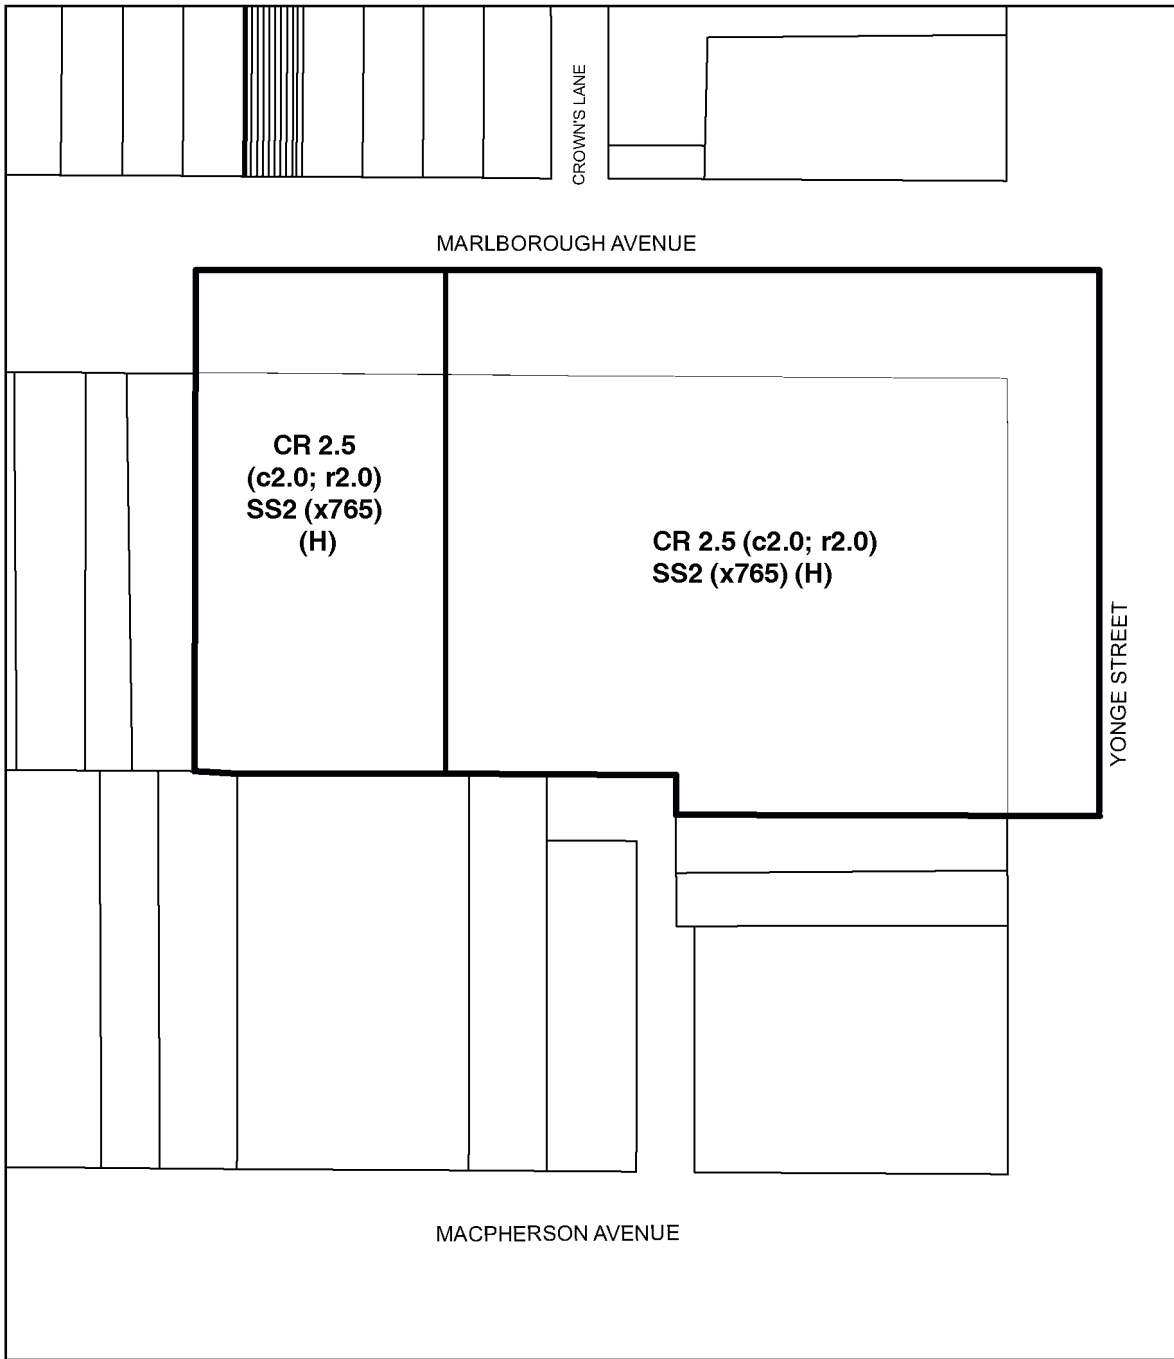 CROWN'S LANE
MARLBOROUGH AVENUE
CR 2.5
(c2.0; r2.0)
SS2 (x765)
(H)
CR 2.5 (c2.0; r2.0)
SS2 (x765) (H)
YONGE STREET
MACPHERSON AVENUE